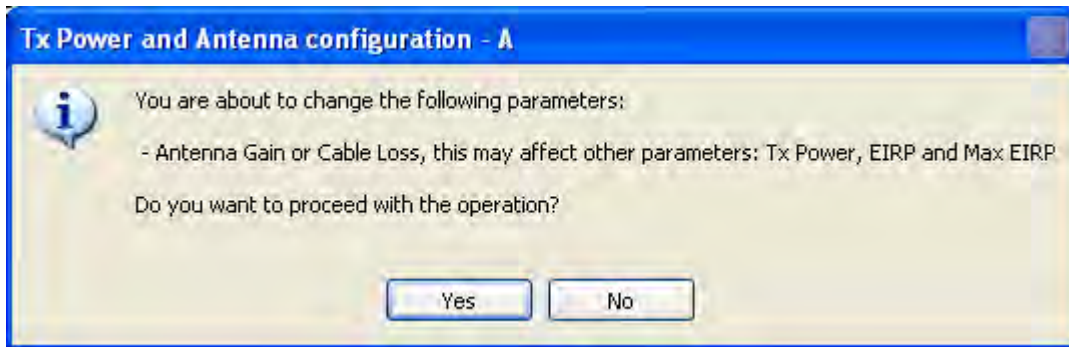 Tx Power and Antenna configuration - A
You are about to change the following parameters:
- Antenna Gain or Cable Loss, this may affect other parameters: Tx Power, EIRP and Max EIRP
Do you want to proceed with the operation?
Yes No